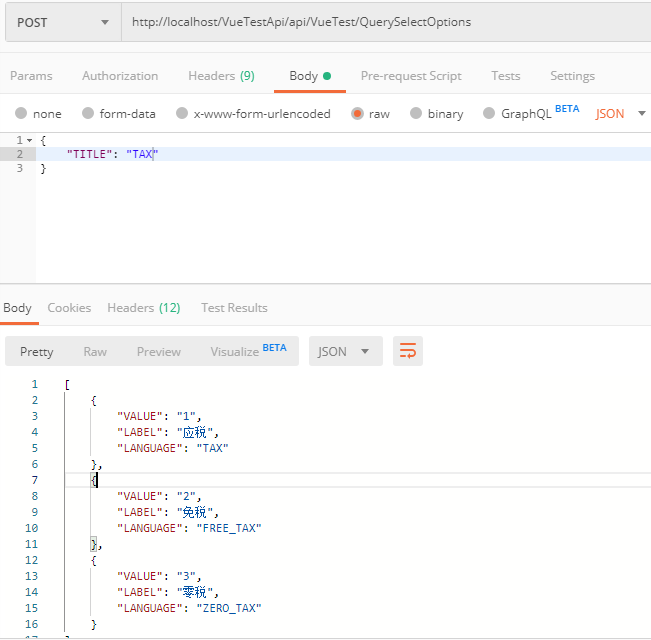 POST http://localhost/VueTestApi/api/VueTest/QuerySelectOptions
Params Authorization Headers (9) Body Pre-request Script Tests Settings
none form-data x-www-form-urlencoded raw binary GraphQL BETA JSON
1 {
2 "TITLE": "TAX"
3 }
Body Cookies Headers (12) Test Results
Pretty Raw Preview Visualize BETA JSON
1 [
2 {
3 "VALUE": "1",
4 "LABEL": "应税",
5 "LANGUAGE": "TAX"
6 },
7 {
8 "VALUE": "2",
9 "LABEL": "免税",
10 "LANGUAGE": "FREE_TAX"
11 },
12 {
13 "VALUE": "3",
14 "LABEL": "零税",
15 "LANGUAGE": "ZERO_TAX"
16 }